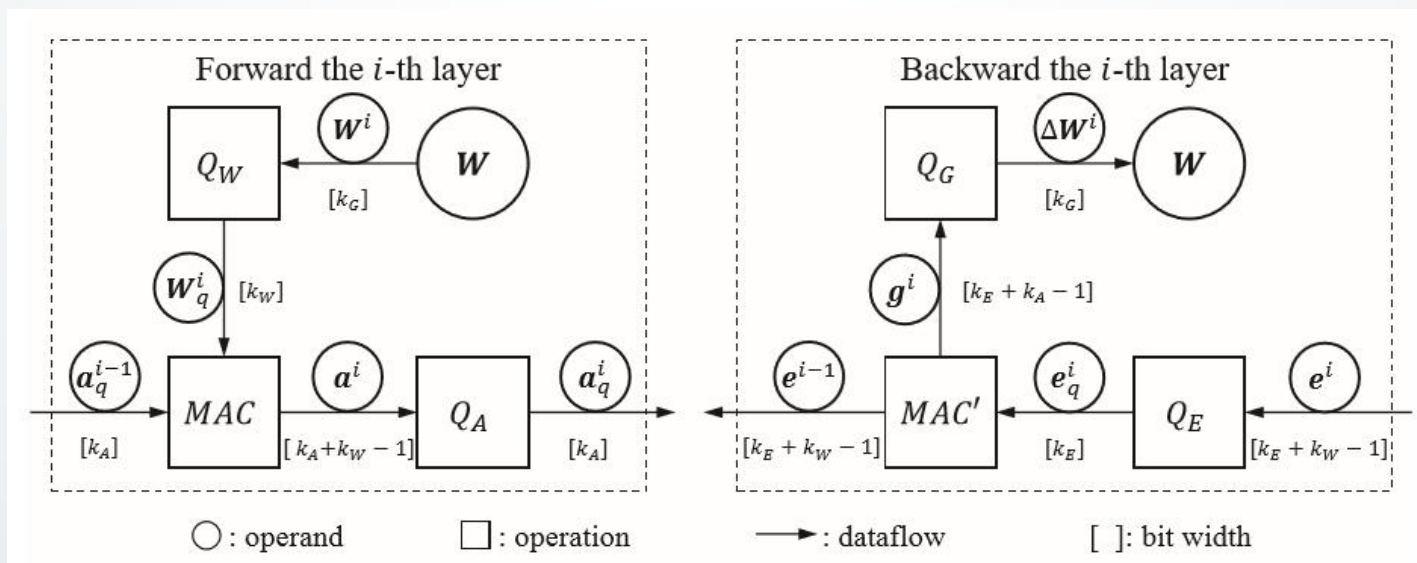 Forward the i-th layer
Q_W
W^i
W
[k_G]
W_q^i
[k_W]
a_q^{i-1}
MAC
a^i
Q_A
a_q^i
[k_A]
[k_A+k_W − 1]
[k_A]
Backward the i-th layer
Q_G
ΔW^i
W
[k_G]
g^i
[k_E + k_A − 1]
e^{i-1}
MAC'
e_q^i
Q_E
e^i
[k_E + k_W − 1]
[k_E]
[k_E + k_W − 1]
: operand
: operation
: dataflow
[ ]: bit width